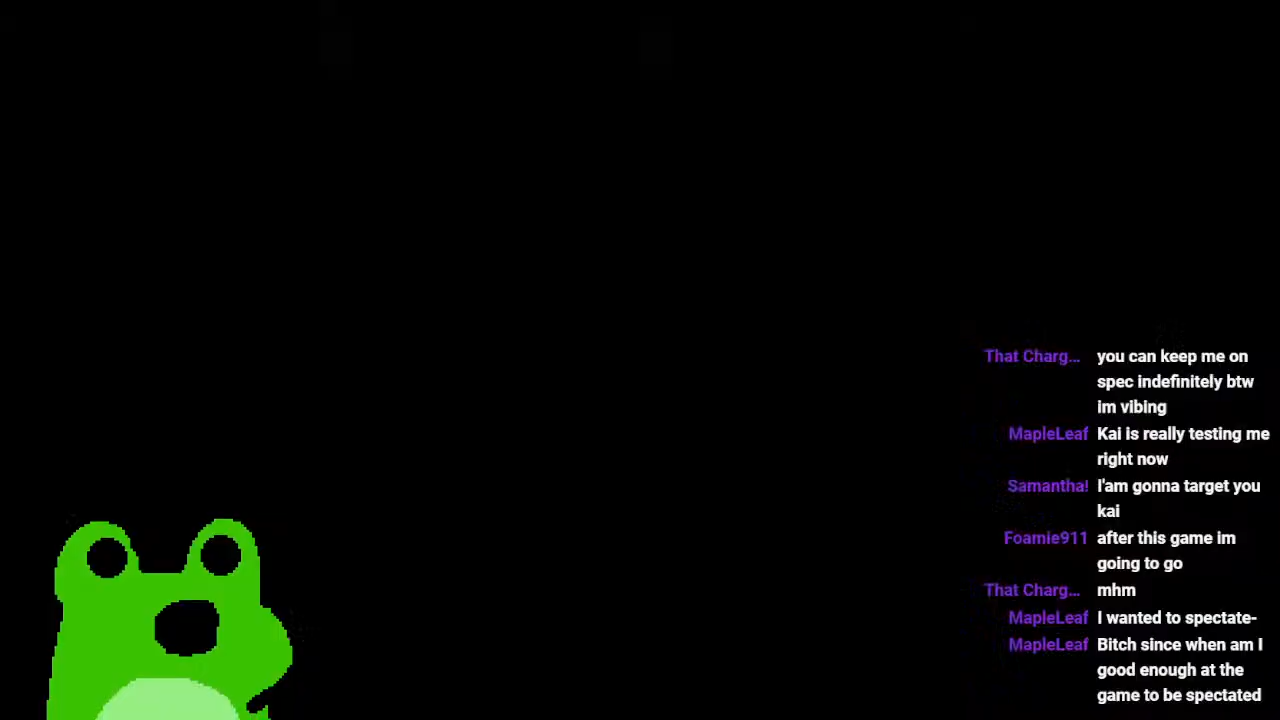 That Charg... you can keep me on
spec indefinitely btw
im vibing
MapleLeaf Kai is really testing me
right now
Samantha! I'am gonna target you
kai
Foamie911 after this game im
going to go
That Charg... mhm
MapleLeaf I wanted to spectate-
MapleLeaf Bitch since when am I
good enough at the
game to be spectated